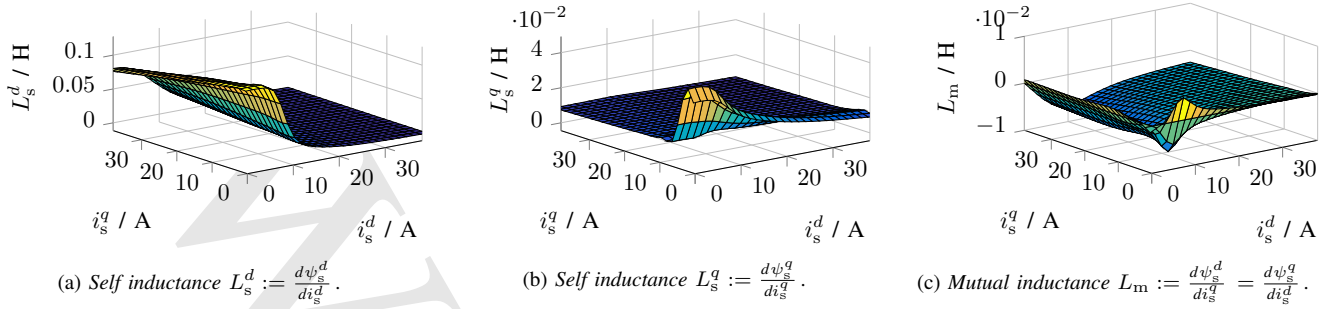 L_s^d / H
0.1
0.05
0
30
20
10
0
0
10
20
30
i_s^q / A
i_s^d / A
(a) Self inductance L_s^d := dψ_s^d / di_s^d .
·10^−2
L_s^q / H
4
2
0
30
20
10
0
0
10
20
30
i_s^q / A
i_s^d / A
(b) Self inductance L_s^q := dψ_s^q / di_s^q .
·10^−2
L_m / H
1
0
−1
30
20
10
0
0
10
20
30
i_s^q / A
i_s^d / A
(c) Mutual inductance L_m := dψ_s^d / di_s^q = dψ_s^q / di_s^d .